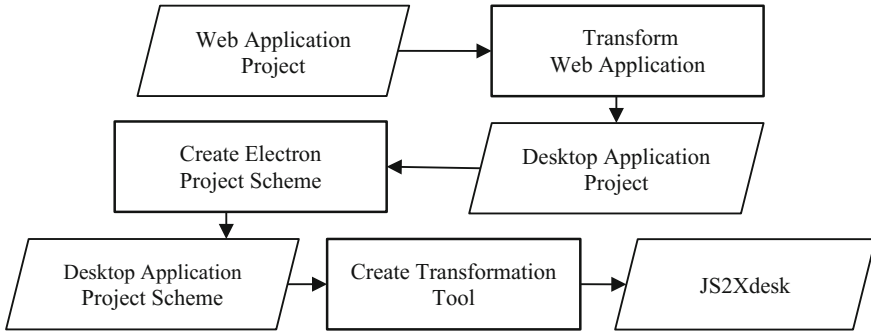 Web Application
Project
Transform
Web Application
Create Electron
Project Scheme
Desktop Application
Project
Desktop Application
Project Scheme
Create Transformation
Tool
JS2Xdesk